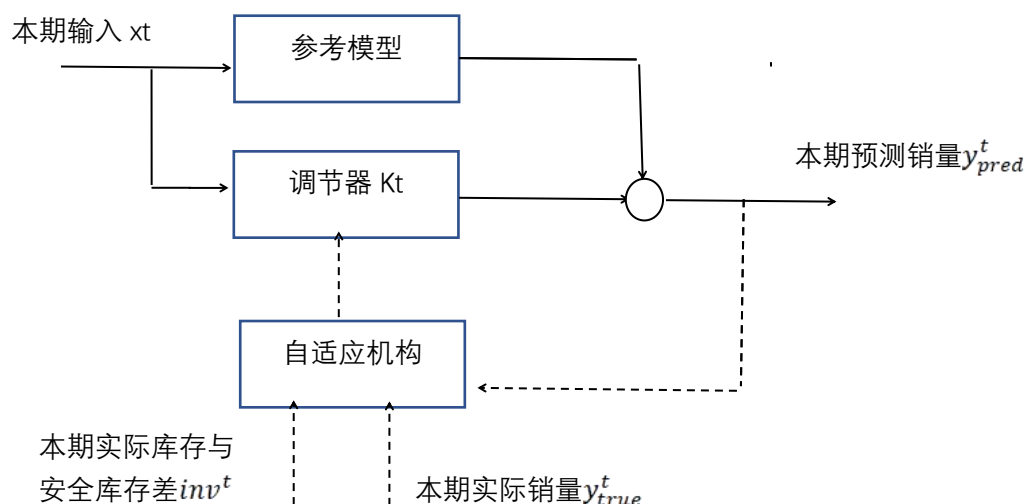 本期输入 xt
参考模型
本期预测销量$y_{pred}^{t}$
调节器 Kt
自适应机构
本期实际库存与
安全库存差$inv^{t}$
本期实际销量$y_{true}^{t}$